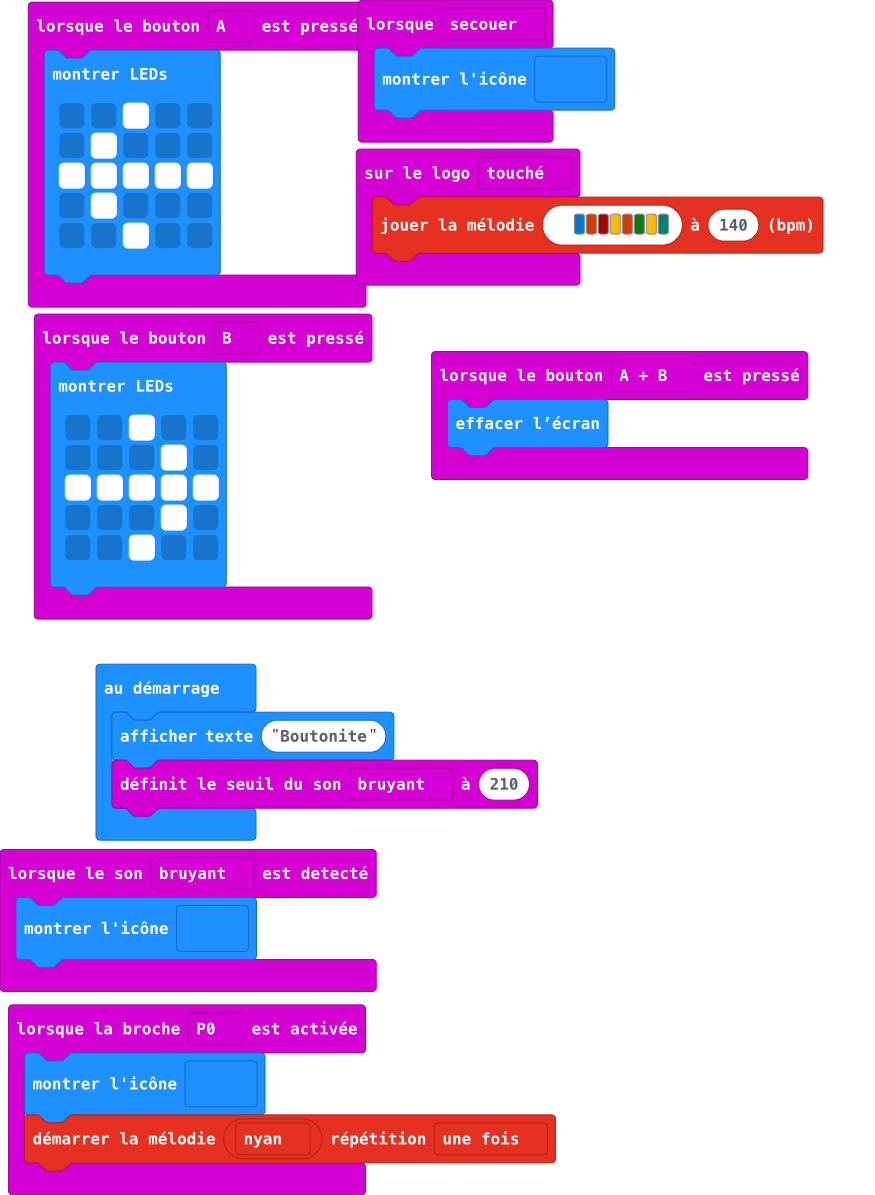 lorsque le bouton A est pressé
montrer LEDs
lorsque secouer
montrer l'icône
sur le logo touché
jouer la mélodie à 140 (bpm)
lorsque le bouton B est pressé
montrer LEDs
lorsque le bouton A + B est pressé
effacer l’écran
au démarrage
afficher texte "Boutonite"
définit le seuil du son bruyant à 210
lorsque le son bruyant est detecté
montrer l'icône
lorsque la broche P0 est activée
montrer l'icône
démarrer la mélodie nyan répétition une fois